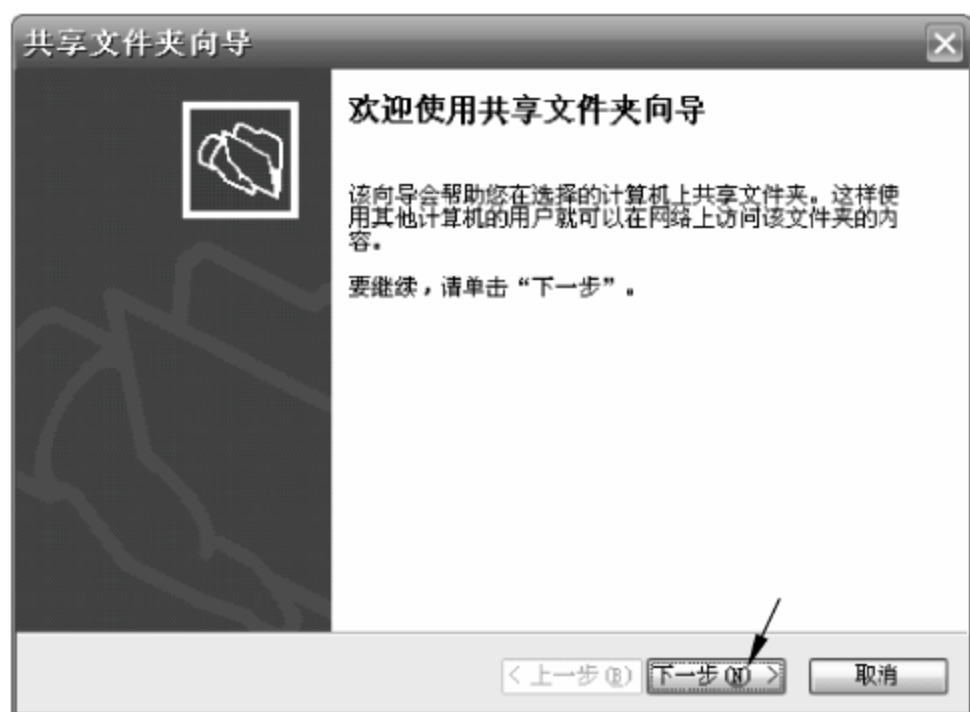 共享文件夹向导
欢迎使用共享文件夹向导
该向导会帮助您在选择的计算机上共享文件夹。这样使
用其他计算机的用户就可以在网络上访问该文件夹的内
容。
要继续，请单击“下一步”。
< 上一步(B) 下一步(N) > 取消